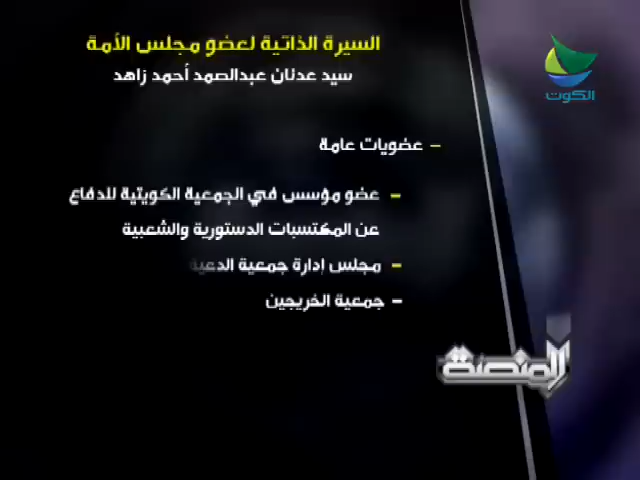 السيرة الذاتية لعضو مجلس الأمة
سيد عدنان عبدالصمد أحمد زاهد
الكوت
– عضويات عامة
– عضو مؤسس في الجمعية الكويتية للدفاع
عن المكتسبات الدستورية والشعبية
– مجلس إدارة جمعية الدعية
– جمعية الخريجين
المنصة